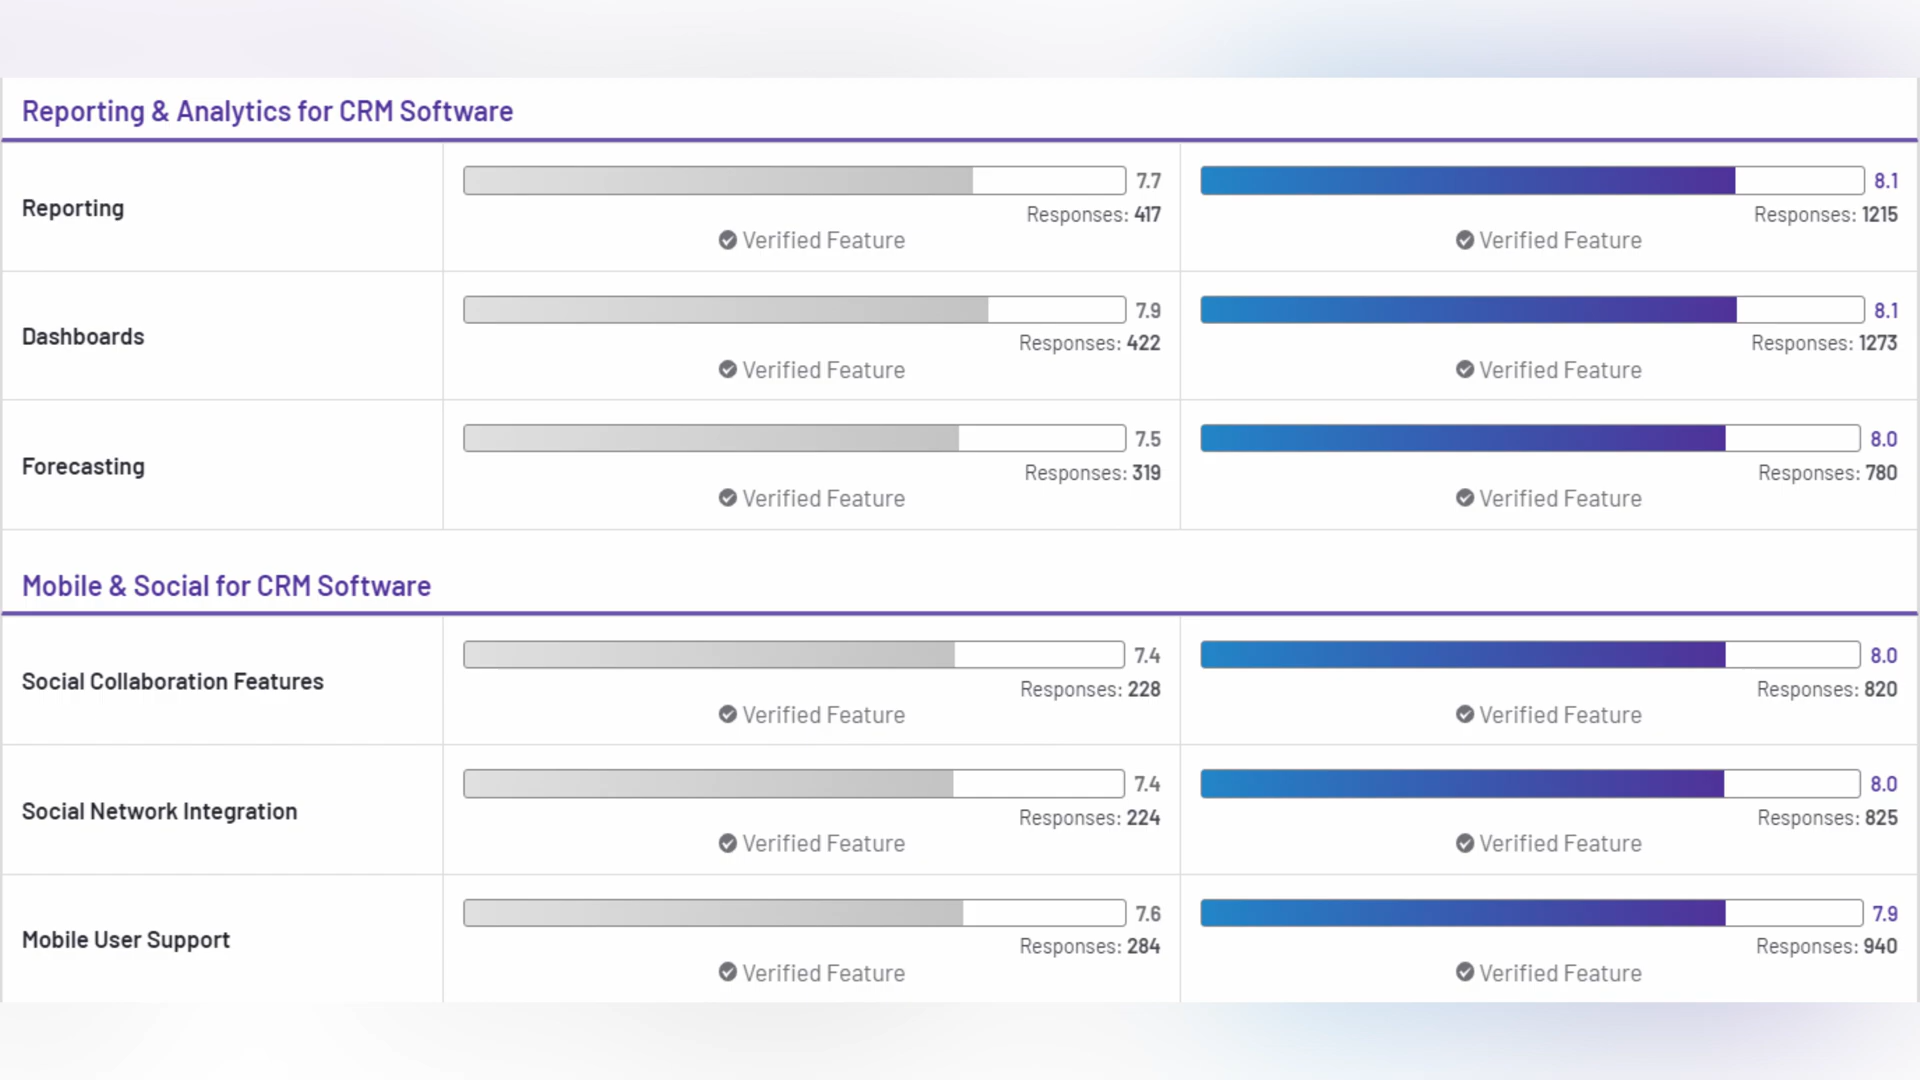 Reporting & Analytics for CRM Software
Reporting
7.7
Responses: 417
Verified Feature
8.1
Responses: 1215
Verified Feature
Dashboards
7.9
Responses: 422
Verified Feature
8.1
Responses: 1273
Verified Feature
Forecasting
7.5
Responses: 319
Verified Feature
8.0
Responses: 780
Verified Feature
Mobile & Social for CRM Software
Social Collaboration Features
7.4
Responses: 228
Verified Feature
8.0
Responses: 820
Verified Feature
Social Network Integration
7.4
Responses: 224
Verified Feature
8.0
Responses: 825
Verified Feature
Mobile User Support
7.6
Responses: 284
Verified Feature
7.9
Responses: 940
Verified Feature